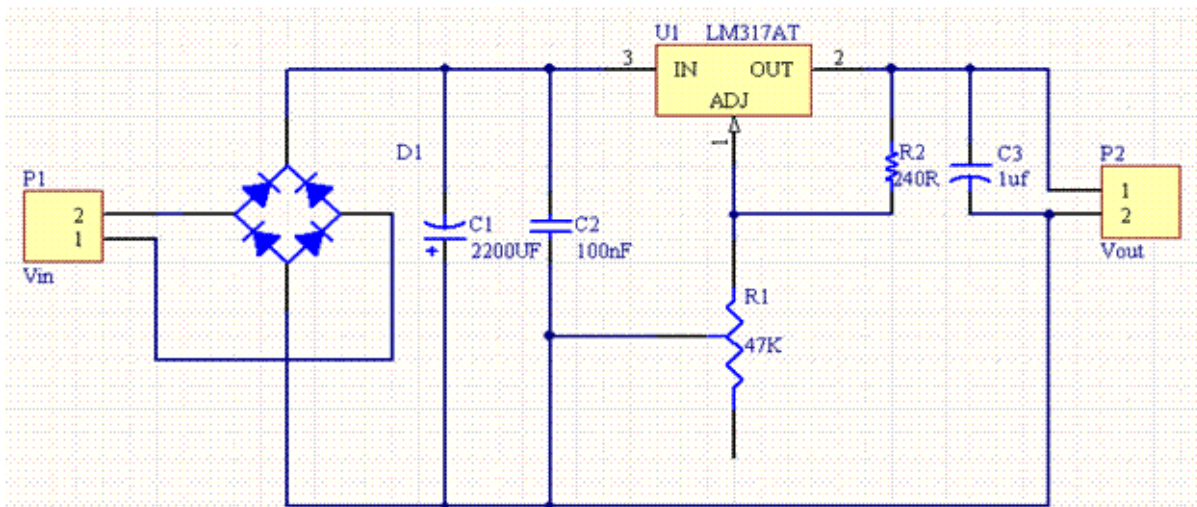 U1 LM317AT
3 IN OUT 2
ADJ
1
D1
R2
240R
C3
1uf
P2
1
2
Vout
P1
2
1
Vin
C1
2200UF
+
C2
100nF
R1
47K